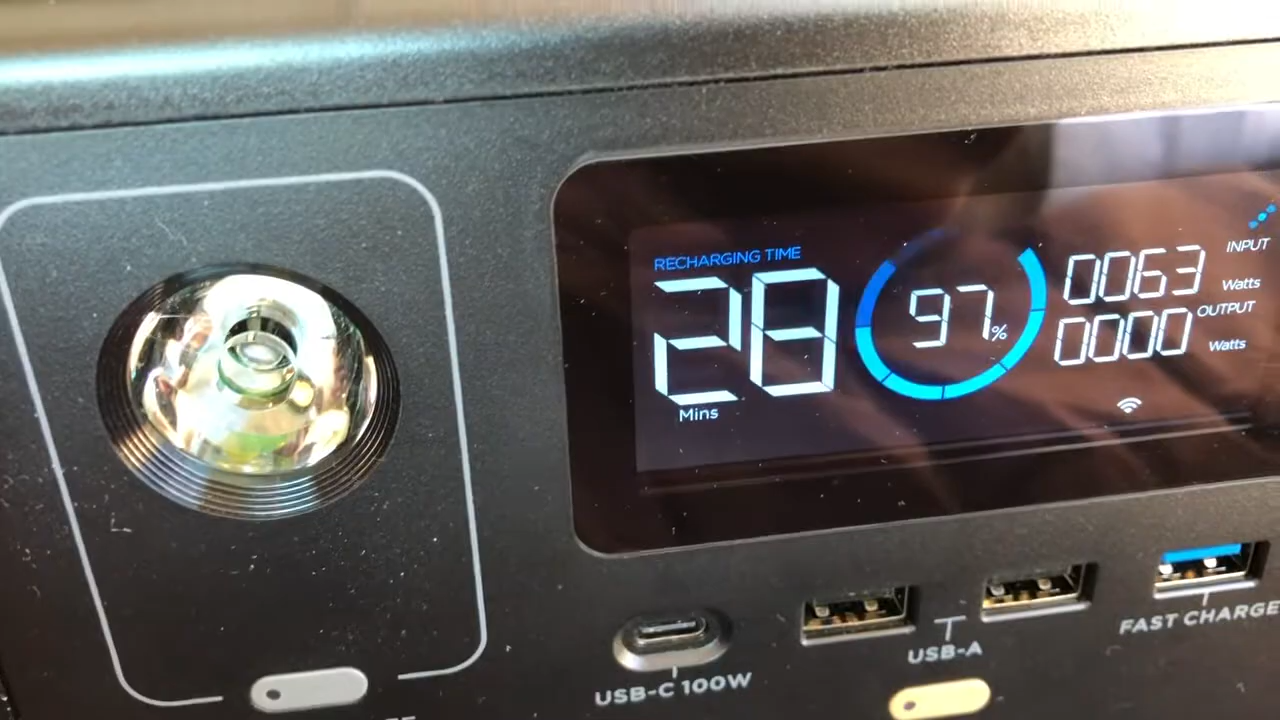 RECHARGING TIME
28
Mins
97%
0063
INPUT
Watts
0000
OUTPUT
Watts
USB-C 100W
USB-A
FAST CHARGE